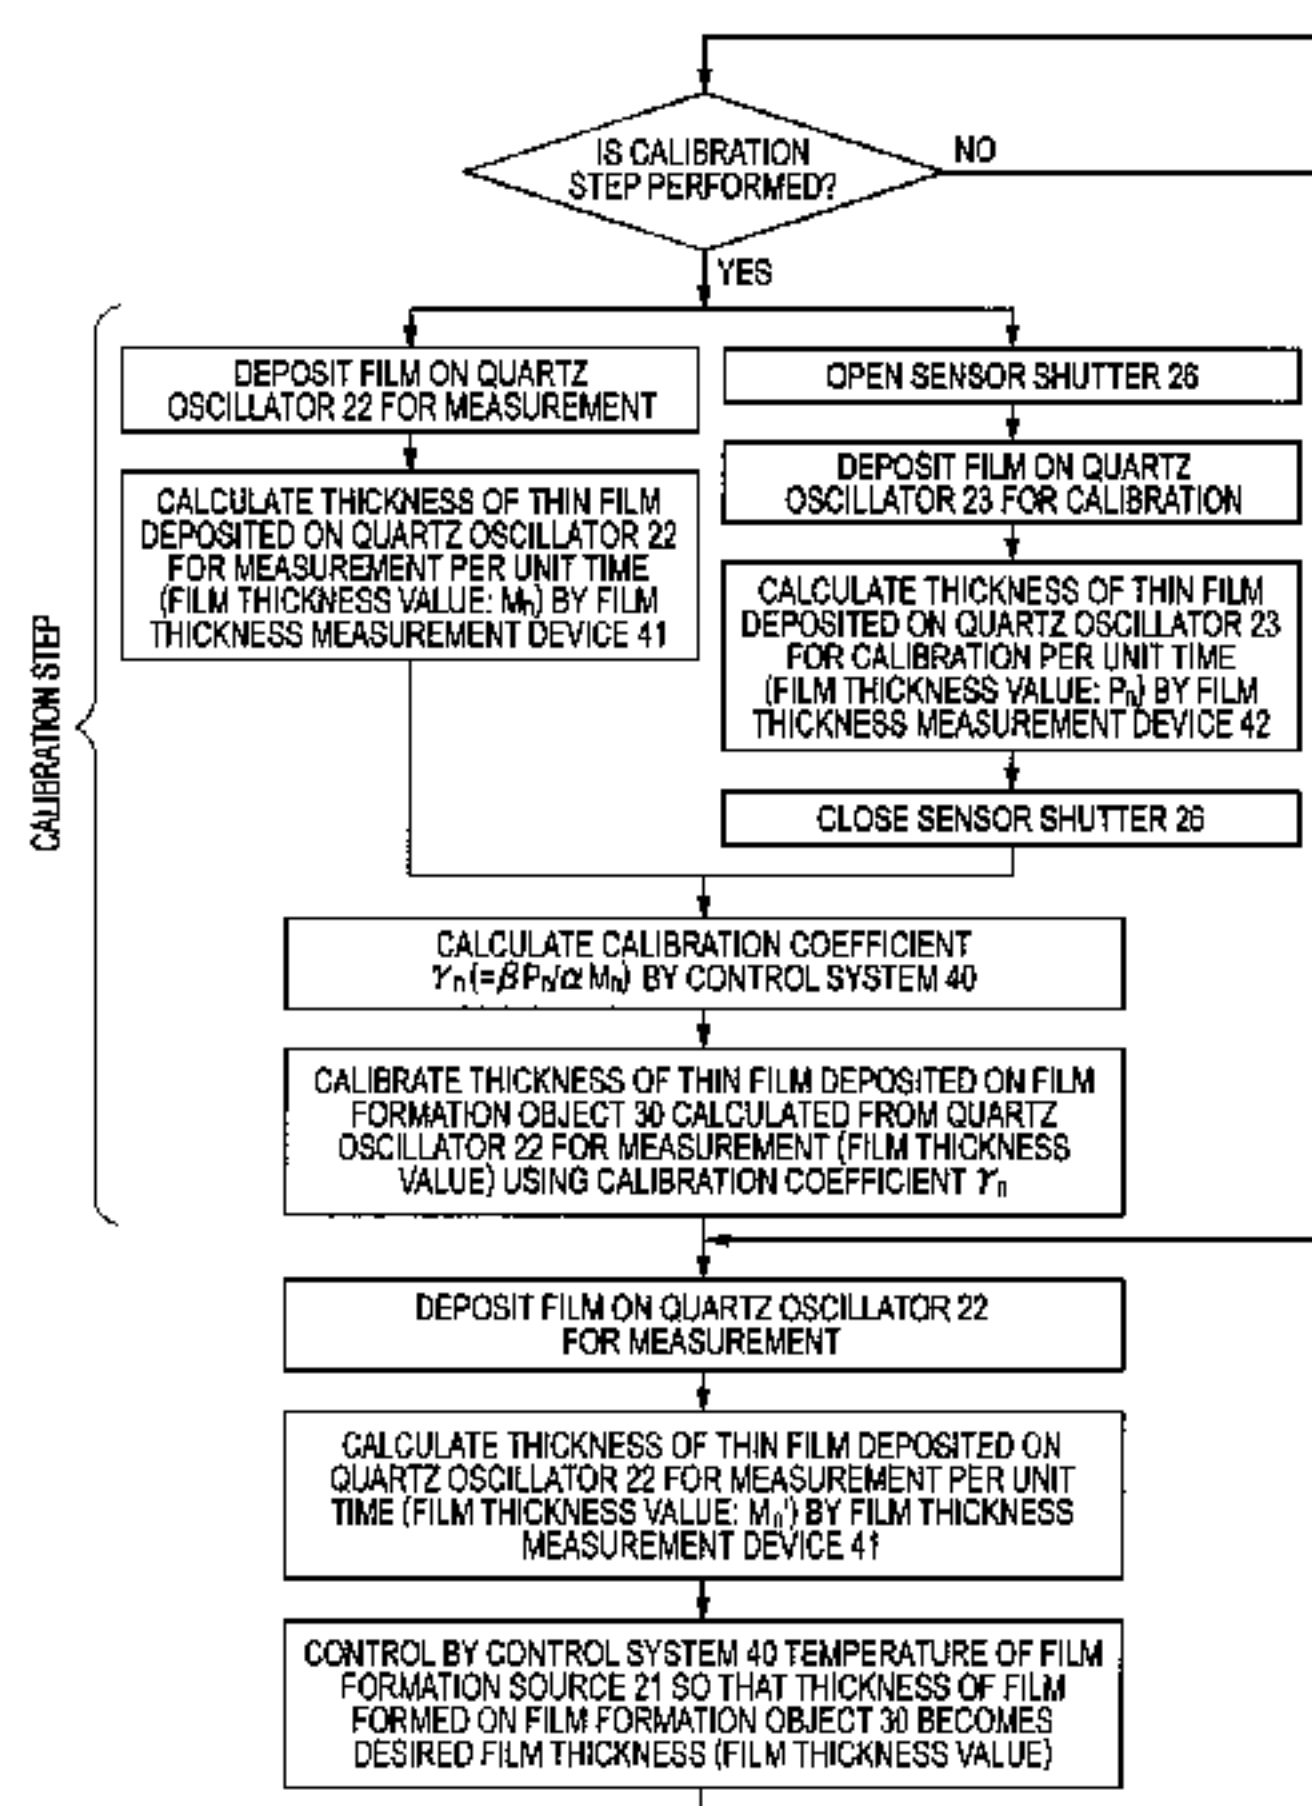 IS CALIBRATION
STEP PERFORMED?
NO
YES
CALIBRATION STEP
DEPOSIT FILM ON QUARTZ
OSCILLATOR 22 FOR MEASUREMENT
CALCULATE THICKNESS OF THIN FILM
DEPOSITED ON QUARTZ OSCILLATOR 22
FOR MEASUREMENT PER UNIT TIME
(FILM THICKNESS VALUE: Mn) BY FILM
THICKNESS MEASUREMENT DEVICE 41
OPEN SENSOR SHUTTER 26
DEPOSIT FILM ON QUARTZ
OSCILLATOR 23 FOR CALIBRATION
CALCULATE THICKNESS OF THIN FILM
DEPOSITED ON QUARTZ OSCILLATOR 23
FOR CALIBRATION PER UNIT TIME
(FILM THICKNESS VALUE: Pn) BY FILM
THICKNESS MEASUREMENT DEVICE 42
CLOSE SENSOR SHUTTER 26
CALCULATE CALIBRATION COEFFICIENT
γn (=βPn/αMn) BY CONTROL SYSTEM 40
CALIBRATE THICKNESS OF THIN FILM DEPOSITED ON FILM
FORMATION OBJECT 30 CALCULATED FROM QUARTZ
OSCILLATOR 22 FOR MEASUREMENT (FILM THICKNESS
VALUE) USING CALIBRATION COEFFICIENT γn
DEPOSIT FILM ON QUARTZ OSCILLATOR 22
FOR MEASUREMENT
CALCULATE THICKNESS OF THIN FILM DEPOSITED ON
QUARTZ OSCILLATOR 22 FOR MEASUREMENT PER UNIT
TIME (FILM THICKNESS VALUE: Mn') BY FILM THICKNESS
MEASUREMENT DEVICE 41
CONTROL BY CONTROL SYSTEM 40 TEMPERATURE OF FILM
FORMATION SOURCE 21 SO THAT THICKNESS OF FILM
FORMED ON FILM FORMATION OBJECT 30 BECOMES
DESIRED FILM THICKNESS (FILM THICKNESS VALUE)